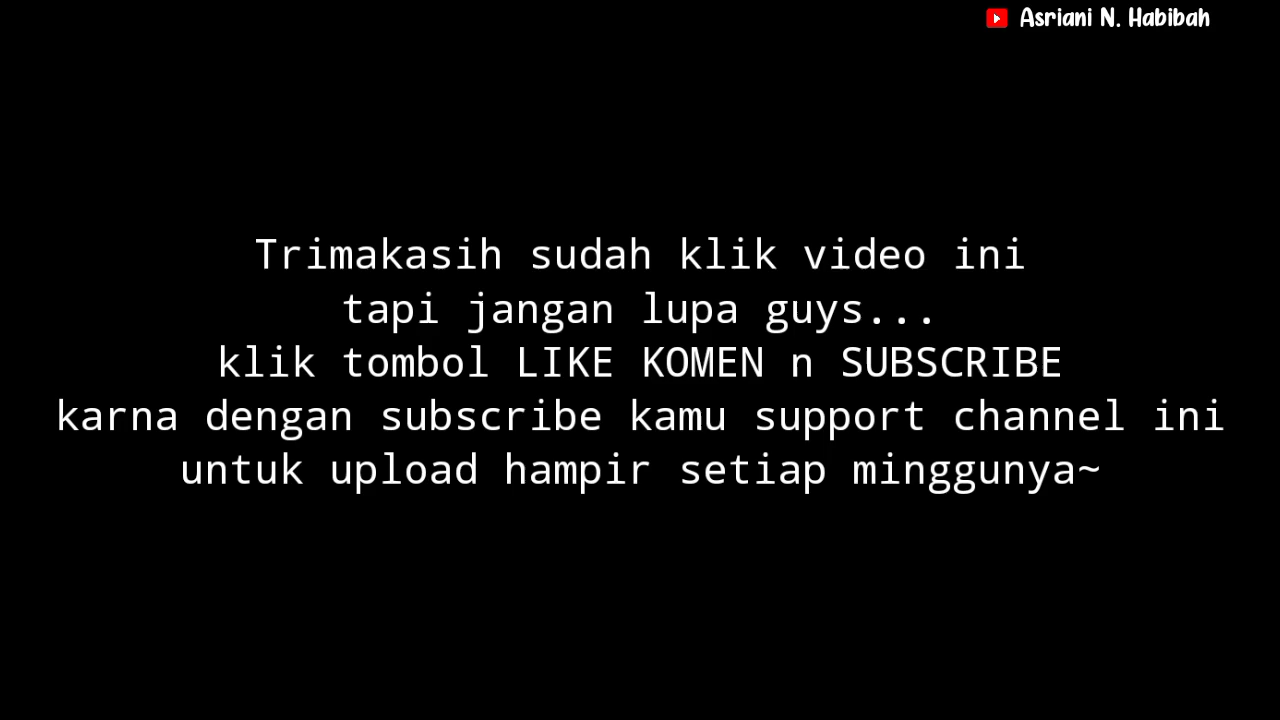 Asriani N. Habibah
Trimakasih sudah klik video ini
tapi jangan lupa guys...
klik tombol LIKE KOMEN n SUBSCRIBE
karna dengan subscribe kamu support channel ini
untuk upload hampir setiap minggunya~